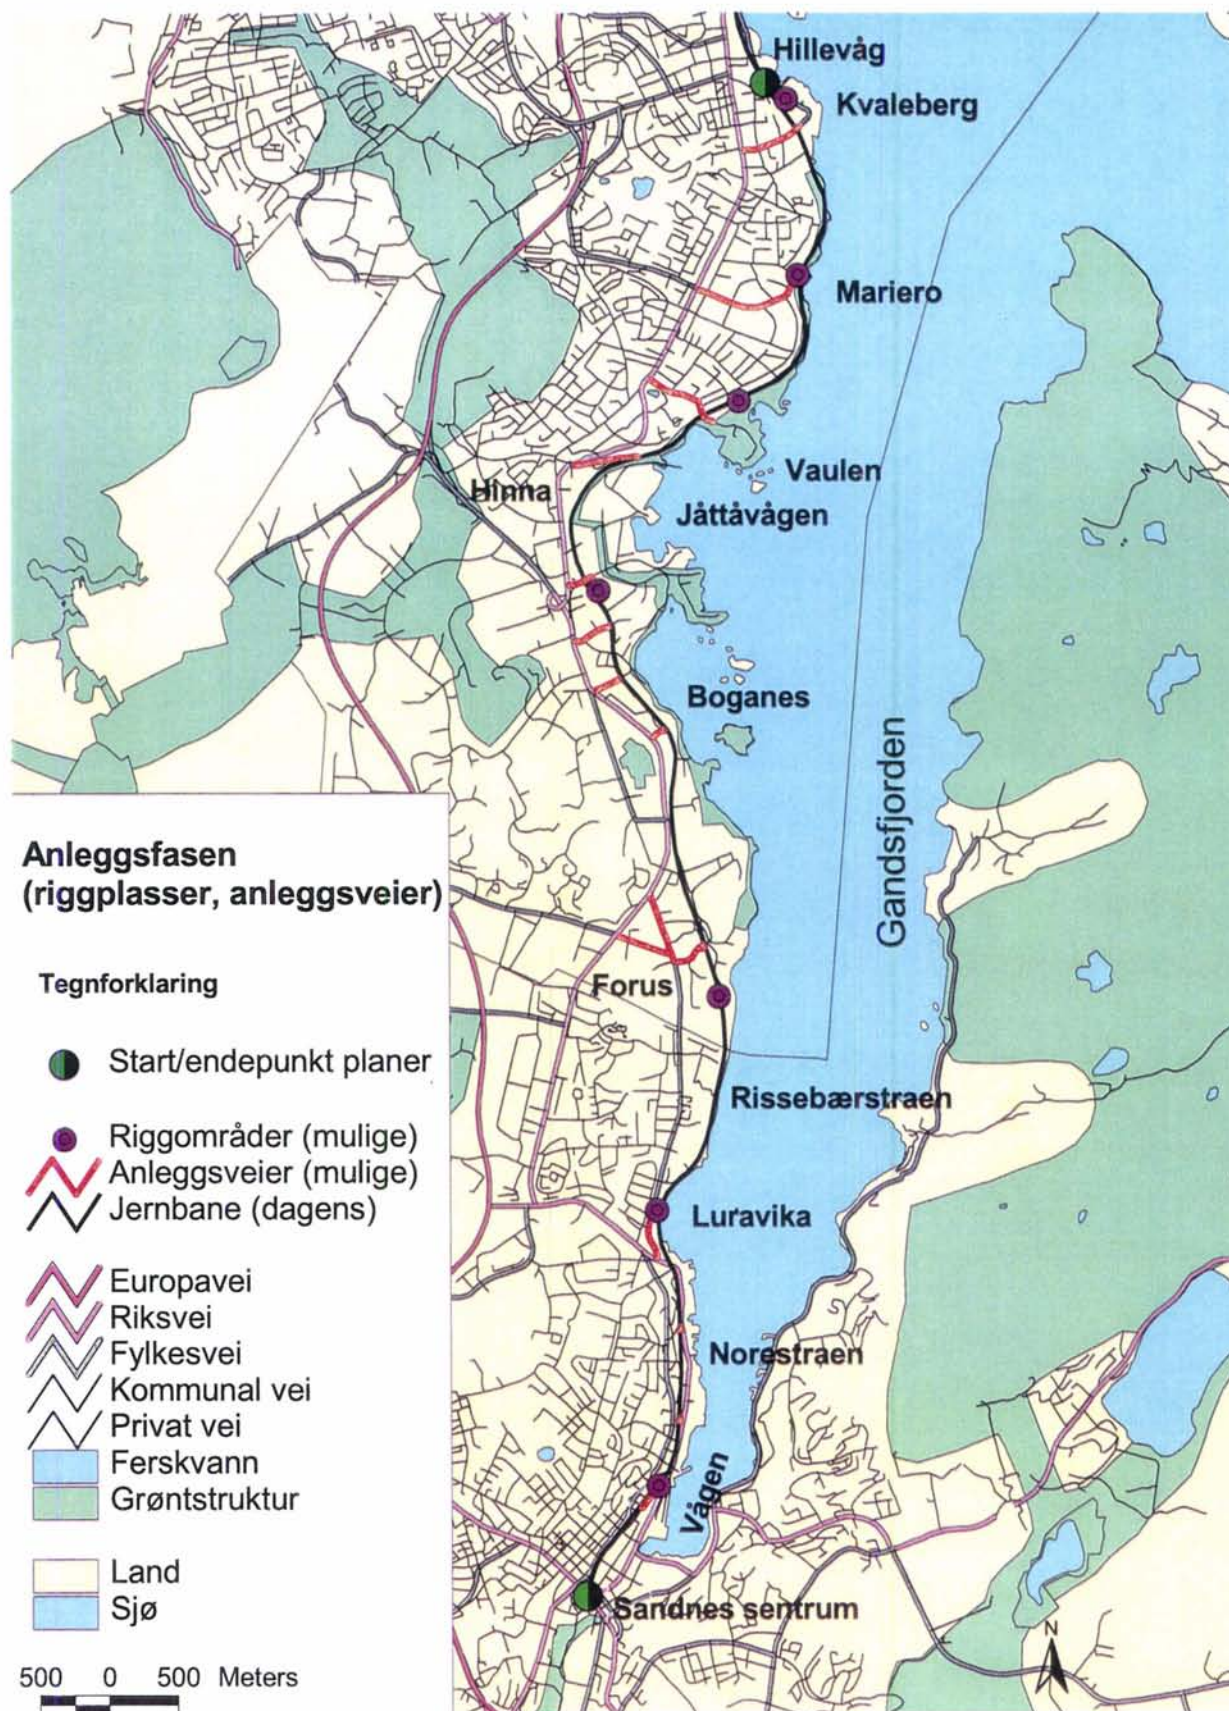 Hillevåg
Kvaleberg
Mariero
Vaulen
Hinna
Jåttåvågen
Boganes
Gandsfjorden
Forus
Rissebærstraen
Luravika
Norestraen
Vågen
Sandnes sentrum
N
Anleggsfasen
(riggplasser, anleggsveier)
Tegnforklaring
Start/endepunkt planer
Riggområder (mulige)
Anleggsveier (mulige)
Jernbane (dagens)
Europavei
Riksvei
Fylkesvei
Kommunal vei
Privat vei
Ferskvann
Grøntstruktur
Land
Sjø
500 0 500 Meters